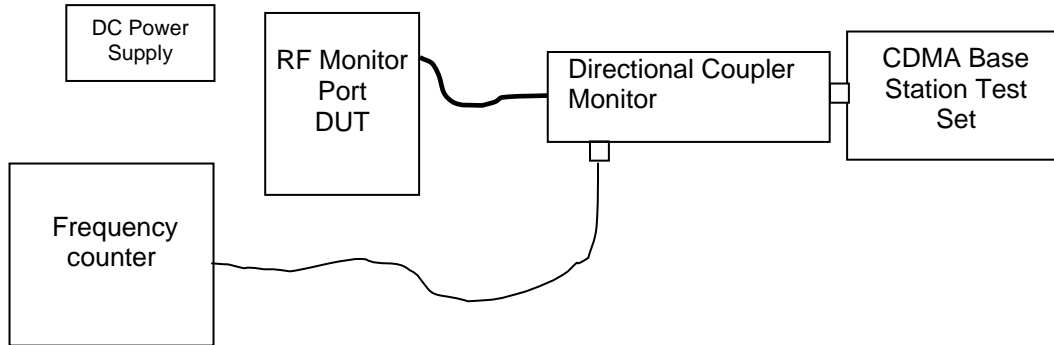 DC Power
Supply
RF Monitor
Port
DUT
Directional Coupler
Monitor
CDMA Base
Station Test
Set
Frequency
counter